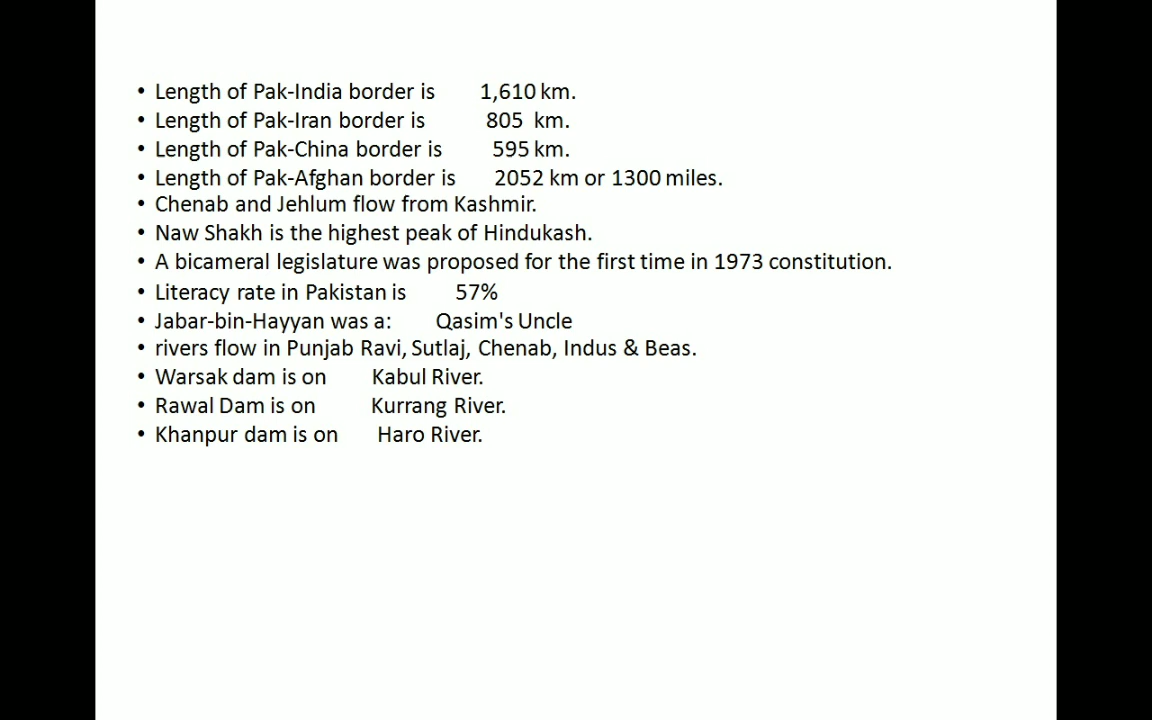 • Length of Pak-India border is 1,610 km.
• Length of Pak-Iran border is 805 km.
• Length of Pak-China border is 595 km.
• Length of Pak-Afghan border is 2052 km or 1300 miles.
• Chenab and Jehlum flow from Kashmir.
• Naw Shakh is the highest peak of Hindukash.
• A bicameral legislature was proposed for the first time in 1973 constitution.
• Literacy rate in Pakistan is 57%
• Jabar-bin-Hayyan was a: Qasim's Uncle
• rivers flow in Punjab Ravi, Sutlaj, Chenab, Indus & Beas.
• Warsak dam is on Kabul River.
• Rawal Dam is on Kurrang River.
• Khanpur dam is on Haro River.